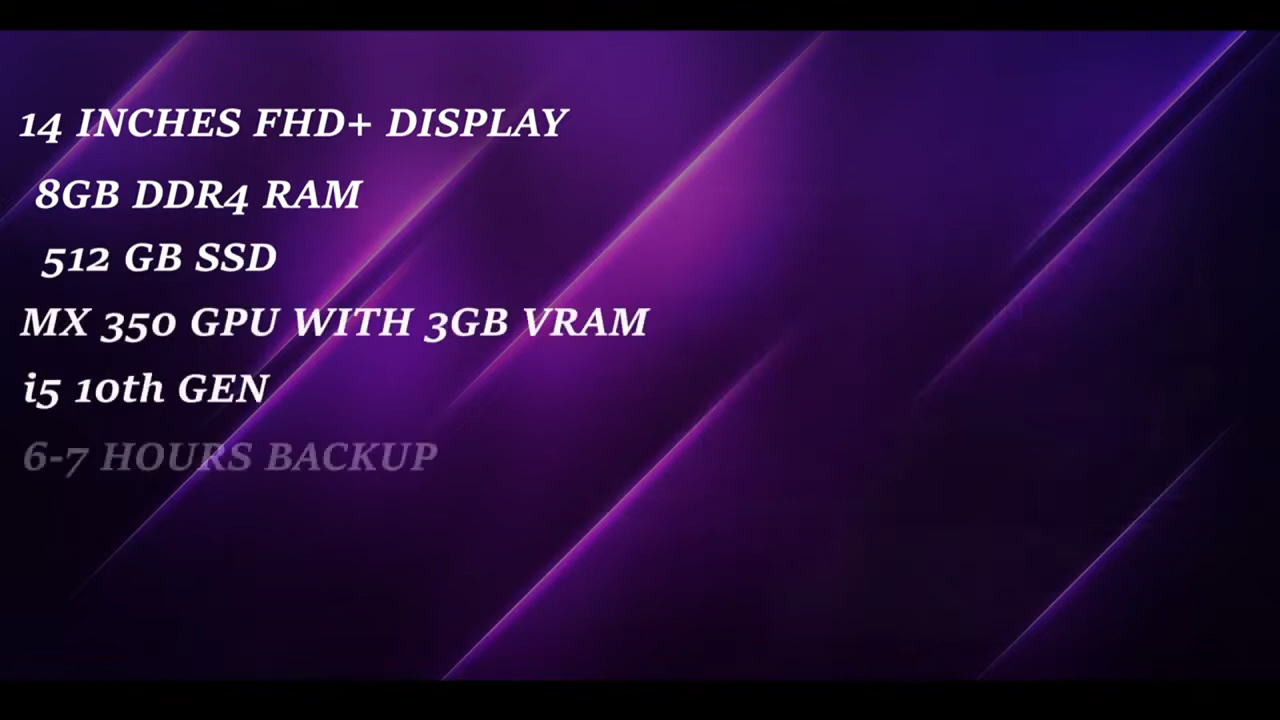 14 INCHES FHD+ DISPLAY
8GB DDR4 RAM
512 GB SSD
MX 350 GPU WITH 3GB VRAM
i5 10th GEN
6-7 HOURS BACKUP